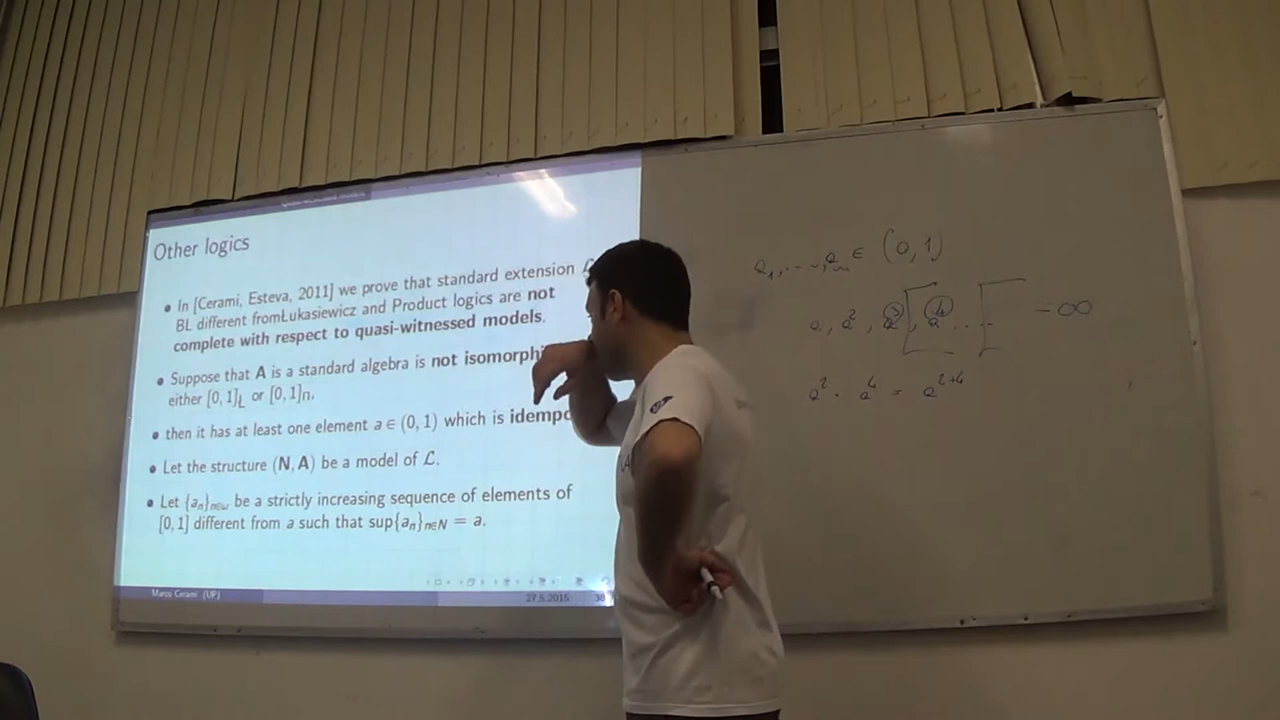 Other logics
In [Cerami, Esteva, 2011] we prove that standard extension
BL different fromŁukasiewicz and Product logics are not
complete with respect to quasi-witnessed models.
Suppose that A is a standard algebra is not isomorphi
either [0, 1]Ł or [0, 1]Π.
then it has at least one element a ∈ (0, 1) which is idempo
Let the structure (N, A) be a model of ℒ.
Let {aₙ}ₙ∈ω be a strictly increasing sequence of elements of
[0, 1] different from a such that sup{aₙ}ₙ∈N = a.
Marco Cerami (UP)
27.5.2015
38
∈ (0, 1)
a, a², a³, a⁴ ... -∞
a² · a⁴ = a²⁺⁴